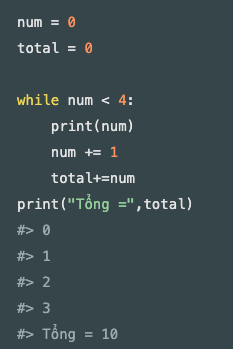 num = 0
total = 0

while num < 4:
    print(num)
    num += 1
    total+=num
print("Tổng =",total)
#> 0
#> 1
#> 2
#> 3
#> Tổng = 10